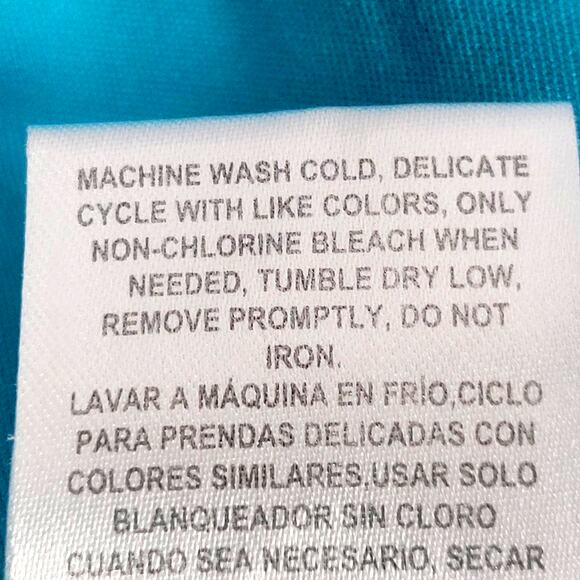 MACHINE WASH COLD, DELICATE
CYCLE WITH LIKE COLORS, ONLY
NON-CHLORINE BLEACH WHEN
NEEDED, TUMBLE DRY LOW,
REMOVE PROMPTLY, DO NOT
IRON.
LAVAR A MÁQUINA EN FRÍO,CICLO
PARA PRENDAS DELICADAS CON
COLORES SIMILARES,USAR SOLO
BLANQUEADOR SIN CLORO
CUANDO SEA NECESARIO, SECAR